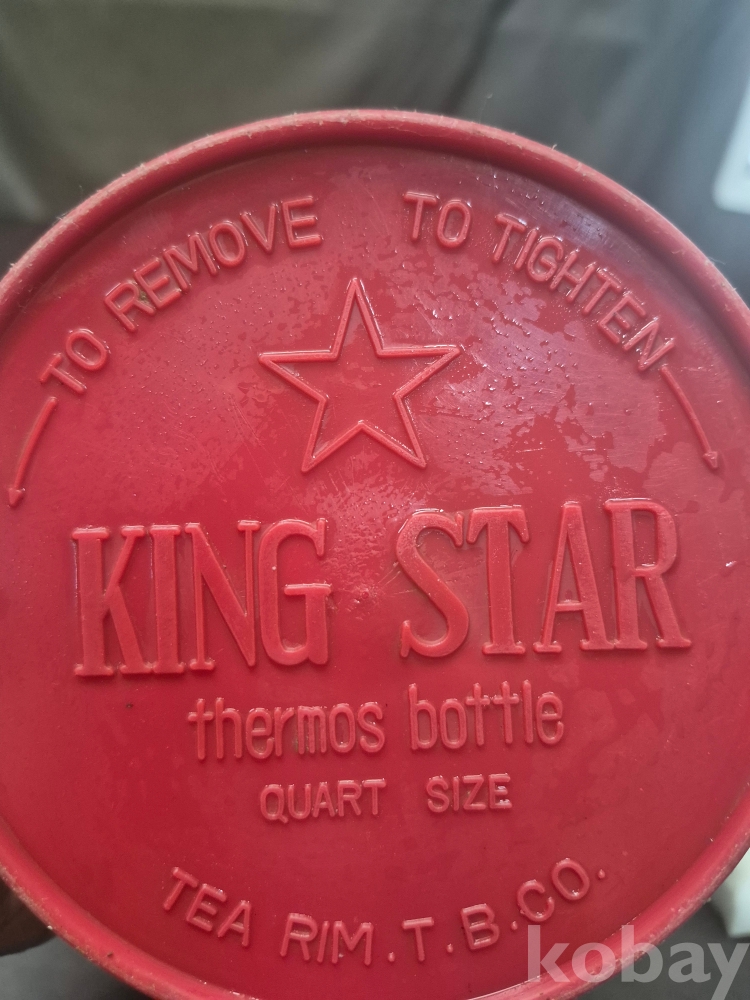 TO REMOVE TO TIGHTEN
KING STAR
thermos bottle
QUART SIZE
TEA RIM.T.B.CO.
kobay